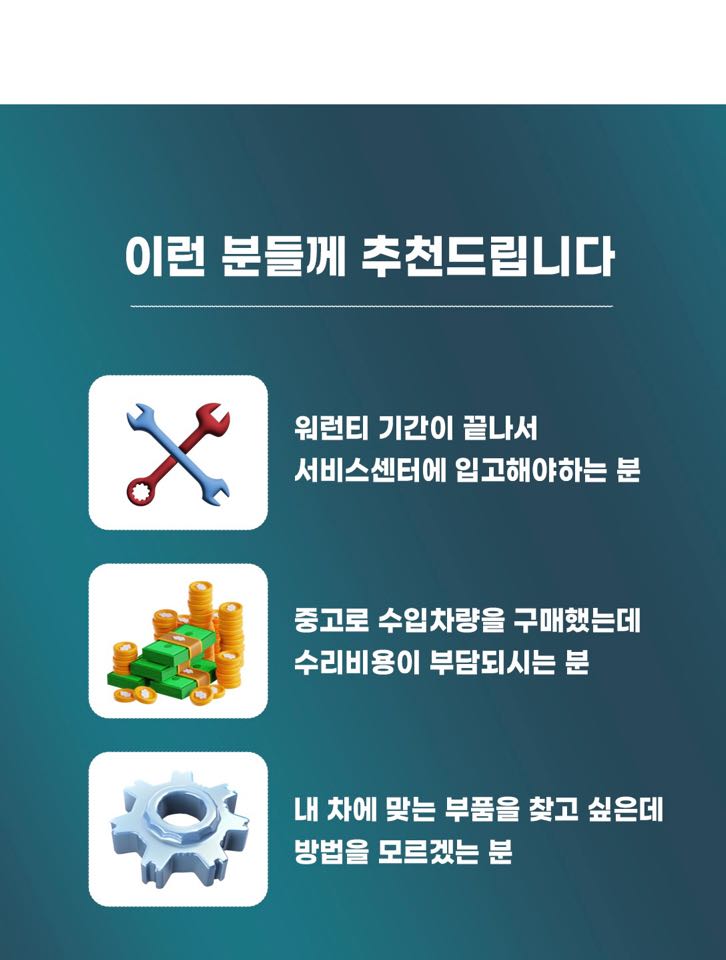 이런 분들께 추천드립니다
워런티 기간이 끝나서
서비스센터에 입고해야하는 분
중고로 수입차량을 구매했는데
수리비용이 부담되시는 분
내 차에 맞는 부품을 찾고 싶은데
방법을 모르겠는 분